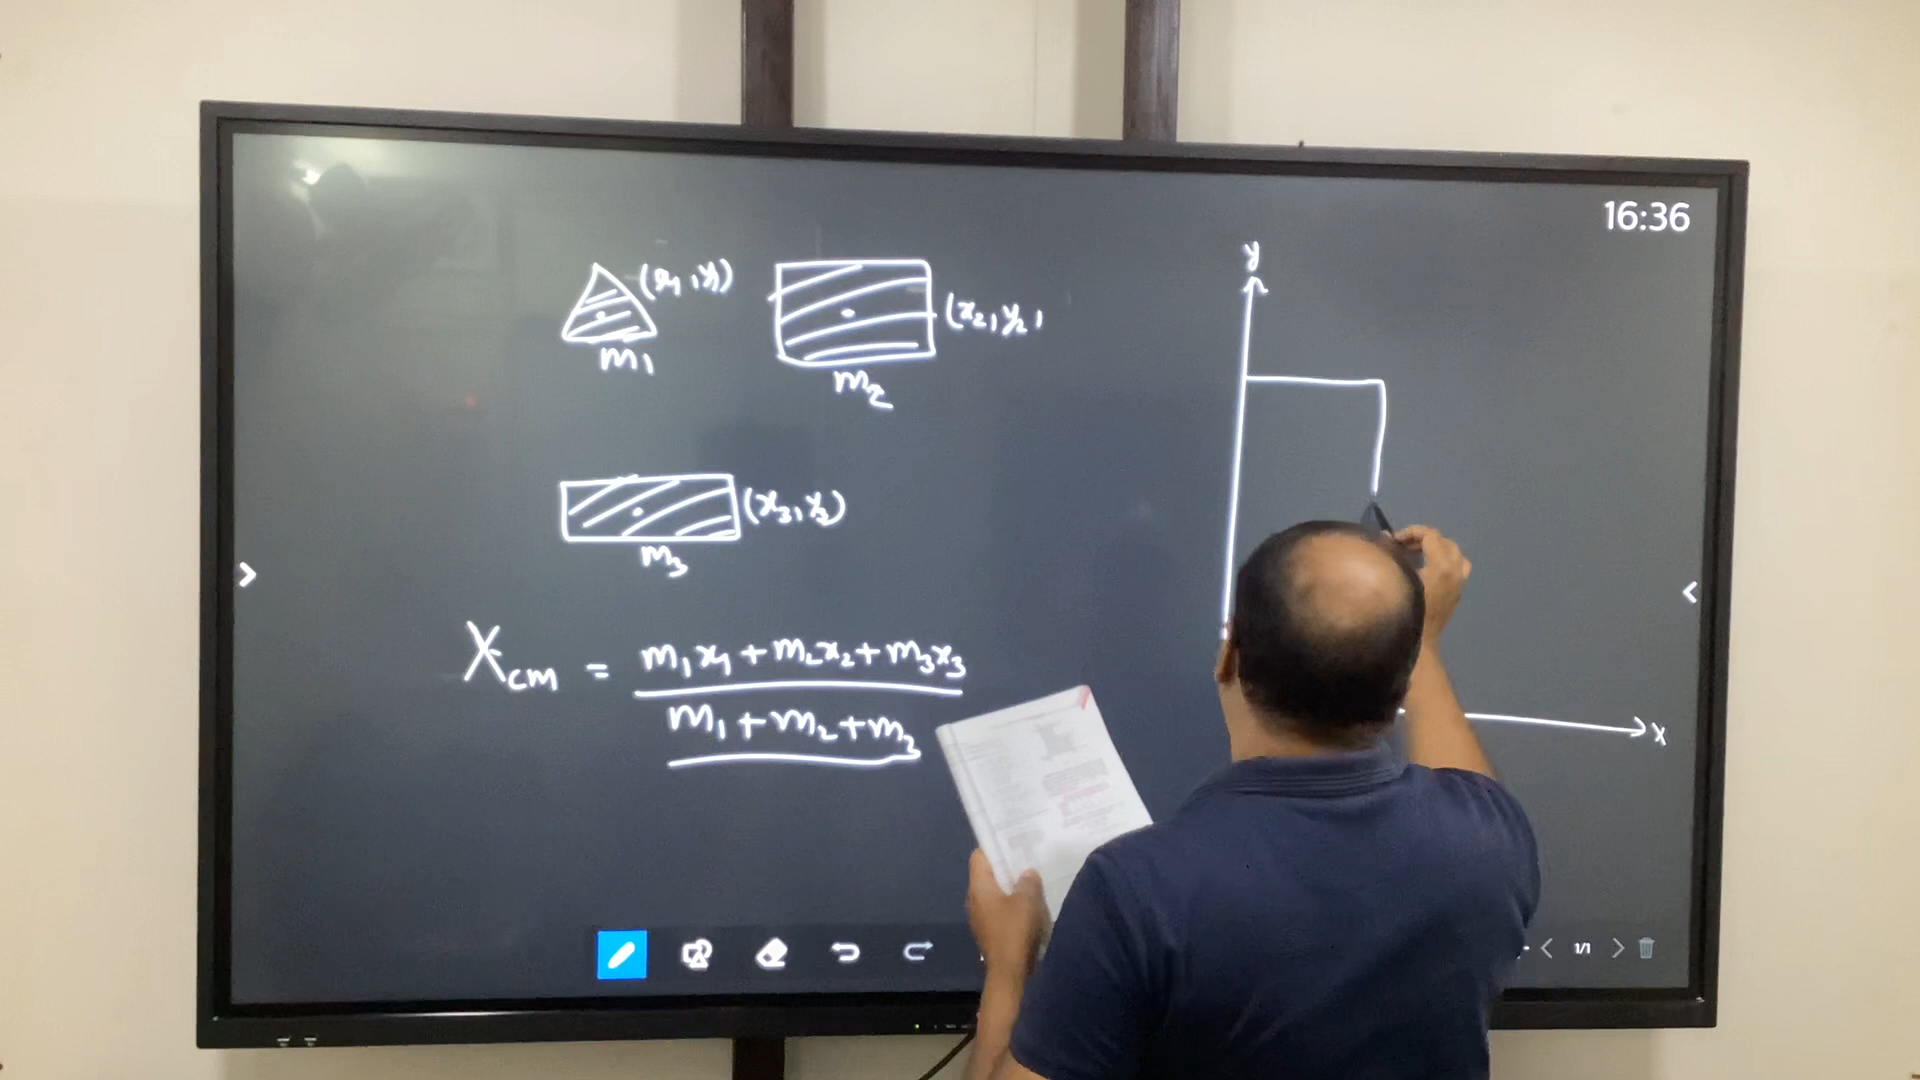 16:36
y
(x₁, y₁)
m₁
(x₂, y₂)
m₂
(x₃, y₃)
m₃
X_cm = (m₁x₁ + m₂x₂ + m₃x₃) / (m₁ + m₂ + m₃)
x
1/1